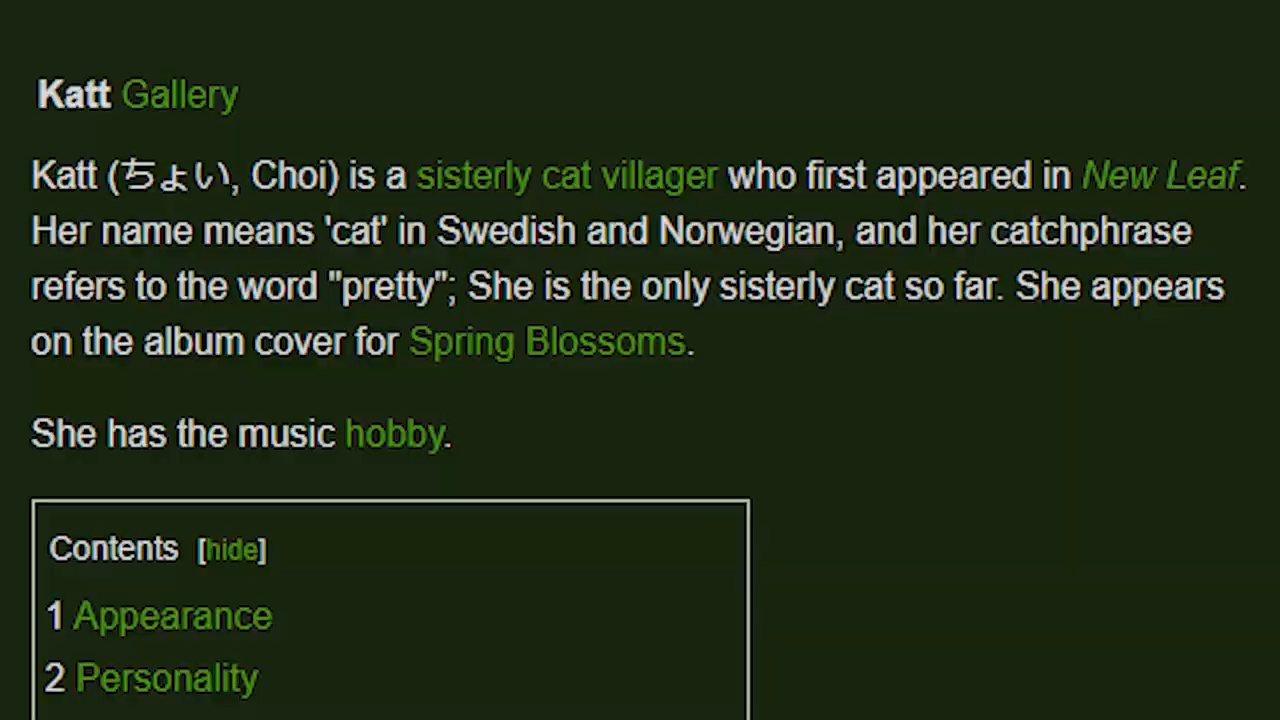 Katt Gallery
Katt (ちょい, Choi) is a sisterly cat villager who first appeared in New Leaf.
Her name means 'cat' in Swedish and Norwegian, and her catchphrase
refers to the word "pretty"; She is the only sisterly cat so far. She appears
on the album cover for Spring Blossoms.
She has the music hobby.
Contents [hide]
1 Appearance
2 Personality